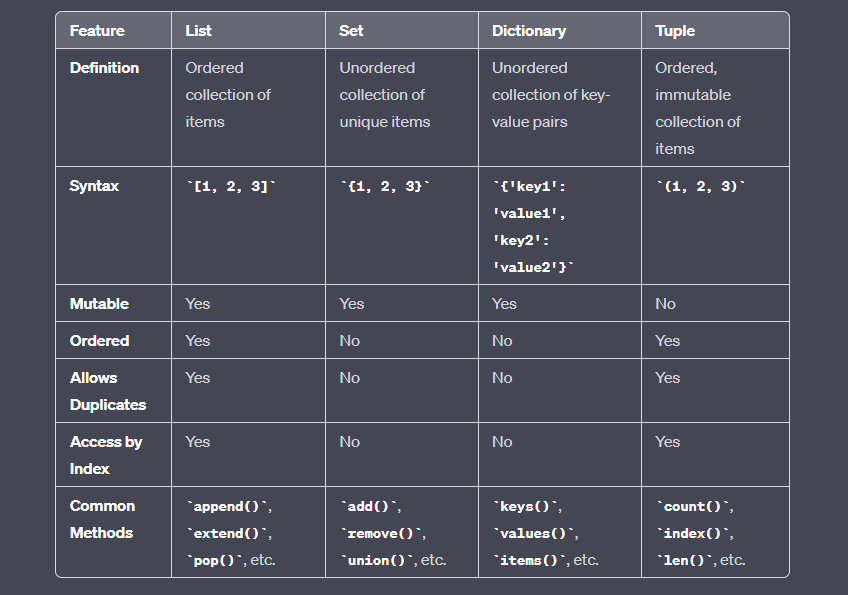 Feature List Set Dictionary Tuple
Definition Ordered Unordered Unordered Ordered,
collection of collection of collection of key- immutable
items unique items value pairs collection of
items
Syntax `[1, 2, 3]` `{1, 2, 3}` `{'key1': `(1, 2, 3)`
'value1',
'key2':
'value2'}`
Mutable Yes Yes Yes No
Ordered Yes No No Yes
Allows Yes No No Yes
Duplicates
Access by Yes No No Yes
Index
Common `append()`, `add()`, `keys()`, `count()`,
Methods `extend()`, `remove()`, `values()`, `index()`,
`pop()`, etc. `union()`, etc. `items()`, etc. `len()`, etc.